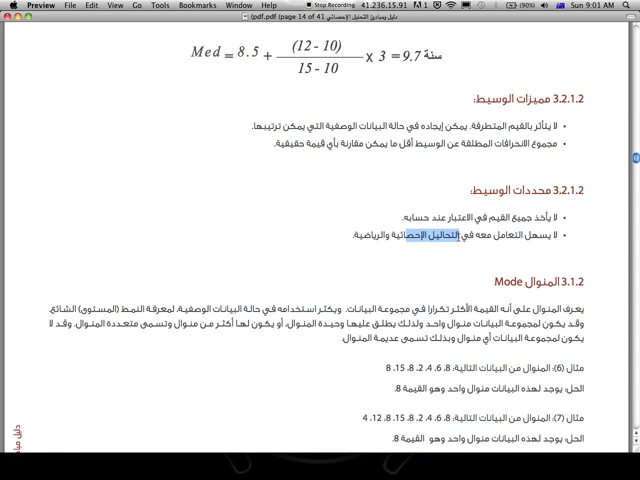 Preview File Edit View Go Tools Bookmarks Window Stop Recording 41.236.15.91 A 1 (90%) Sun 9:01 AM
دليل ومبادئ التحليل الإحصائي pdf.pdf (page 14 of 41)
Med = 8.5 + (12 - 10) / 15 - 10 x 3 = 9.7 سنة
3.2.1.2 مميزات الوسيط:
• لا يتأثر بالقيم المتطرفة. يمكن إيجاده في حالة البيانات الوصفية التي يمكن ترتيبها.
• مجموع الانحرافات المطلقة عن الوسيط أقل ما يمكن مقارنة بأي قيمة حقيقية.
3.2.1.2 محددات الوسيط:
• لا يأخذ جميع القيم في الاعتبار عند حسابه.
• لا يسهل التعامل معه في التحاليل الإحصائية والرياضية.
3.1.2 المنوال Mode
يعرف المنوال على أنه القيمة الأكثر تكرارا في مجموعة البيانات. ويكثر استخدامه في حالة البيانات الوصفية، لمعرفة النمط (المستوى) الشائع.
وقد يكون لمجموعة البيانات منوال واحد ولذلك يطلق عليها وحيدة المنوال، أو يكون لها أكثر من منوال وتسمى متعددة المنوال. وقد لا
يكون لمجموعة البيانات أي منوال وبذلك تسمى عديمة المنوال.
مثال (6): المنوال من البيانات التالية: 8، 6، 4، 2، 8، 15، 8
الحل: يوجد لهذه البيانات منوال واحد وهو القيمة 8.
مثال (7): المنوال من البيانات التالية: 8، 6، 4، 2، 8، 15، 8، 12، 4
الحل: يوجد لهذه البيانات منوال واحد وهو القيمة 8.